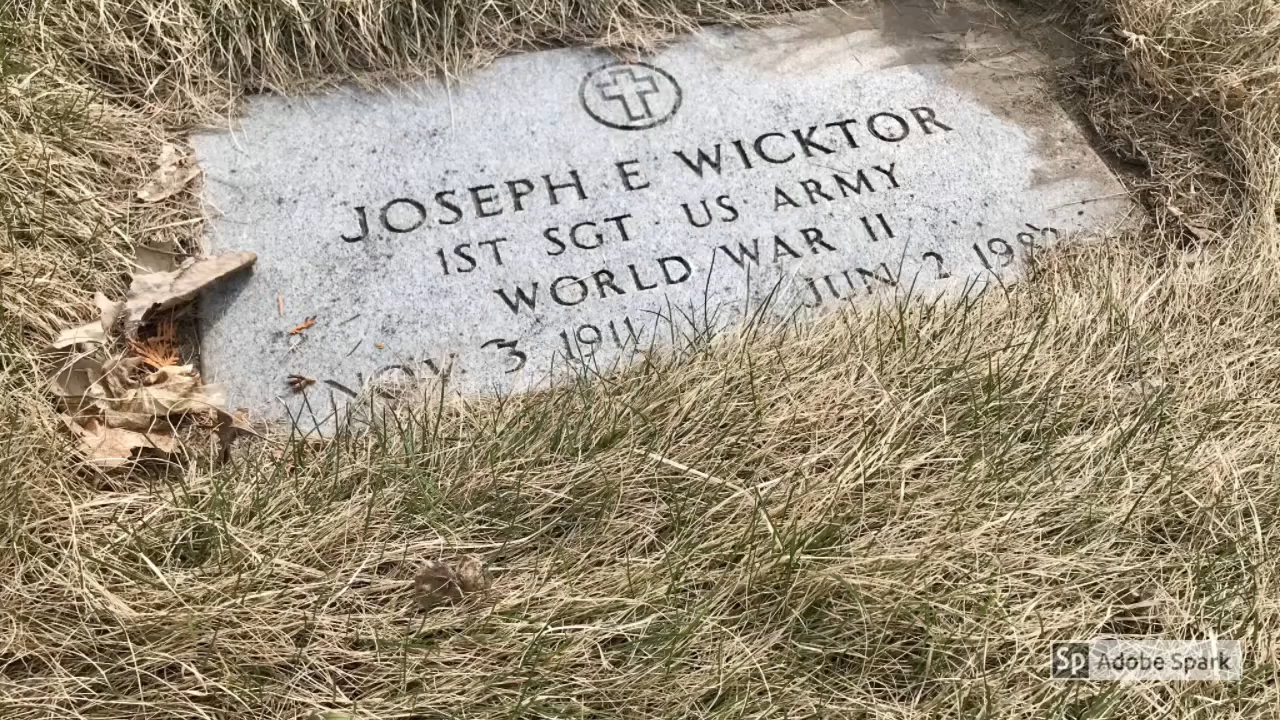 JOSEPH E WICKTOR
1ST SGT US ARMY
WORLD WAR II
NOV 3 1911 JUN 2
Sp Adobe Spark